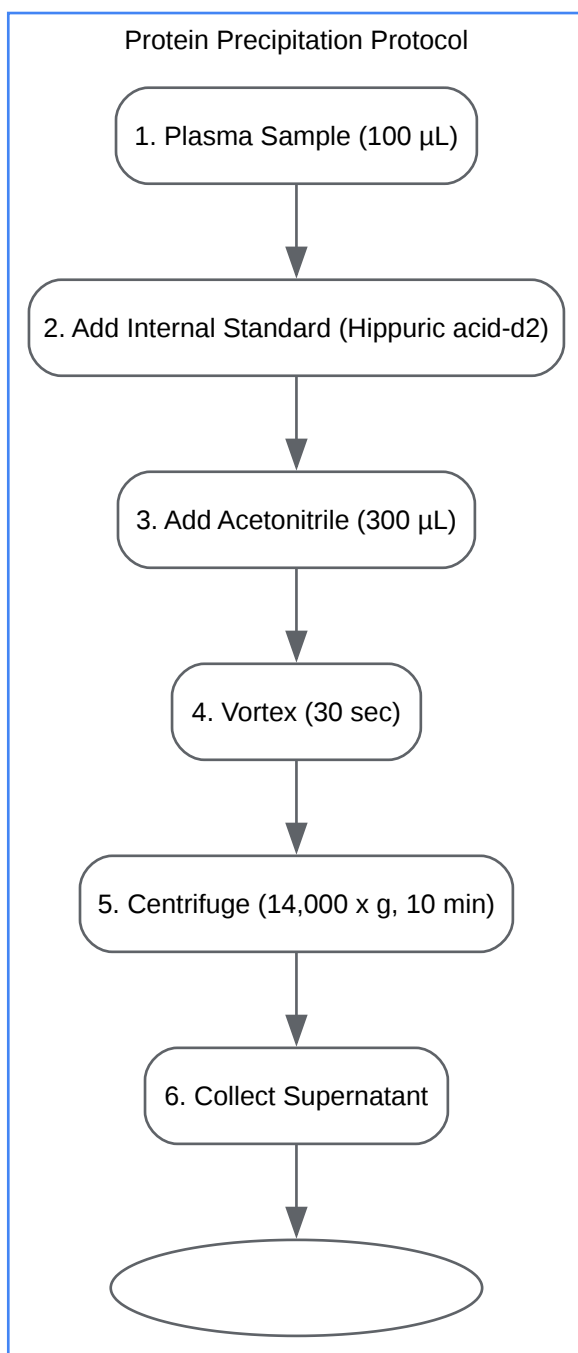 Protein Precipitation Protocol
1. Plasma Sample (100 µL)
2. Add Internal Standard (Hippuric acid-d2)
3. Add Acetonitrile (300 µL)
4. Vortex (30 sec)
5. Centrifuge (14,000 x g, 10 min)
6. Collect Supernatant